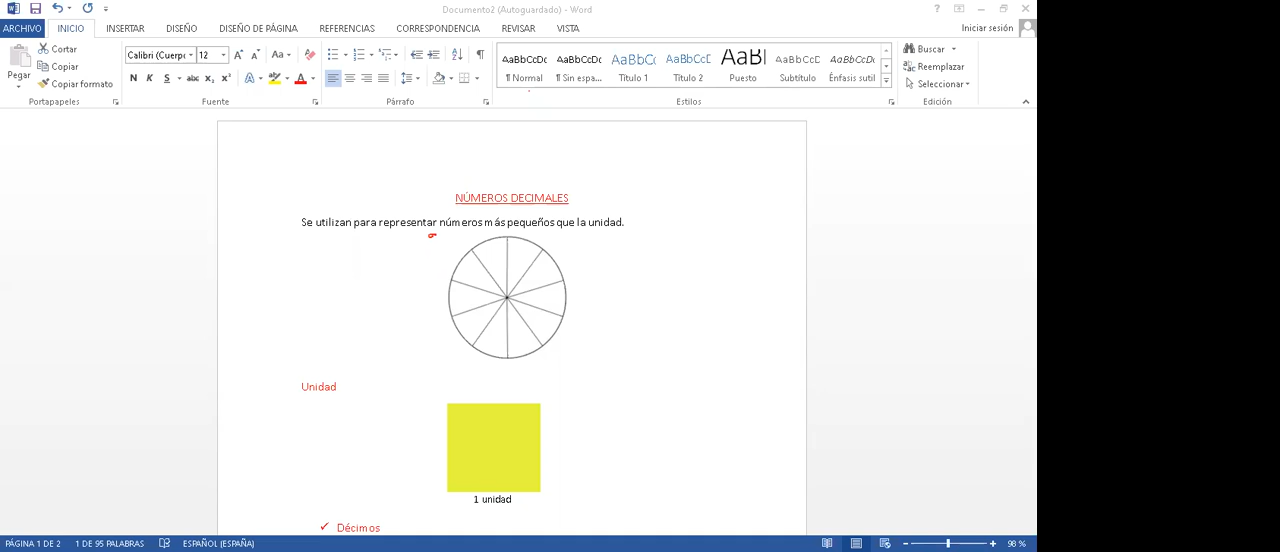 Documento2 (Autoguardado) - Word
ARCHIVO INICIO INSERTAR DISEÑO DISEÑO DE PÁGINA REFERENCIAS CORRESPONDENCIA REVISAR VISTA Iniciar sesión
Pegar
Cortar
Copiar
Copiar formato
Portapapeles
Calibri (Cuerpo 12
N K S abc x₂ x² A A
Fuente
Párrafo
AaBbCcDc AaBbCcDc AaBbC( AaBbCcD AaBl AaBbCcDc AaBbCcDc
¶ Normal ¶ Sin espa... Título 1 Título 2 Puesto Subtítulo Énfasis sutil
Estilos
Buscar
Reemplazar
Seleccionar
Edición
NÚMEROS DECIMALES
Se utilizan para representar números más pequeños que la unidad.
Unidad
1 unidad
✓ Décimos
PÁGINA 1 DE 2 1 DE 95 PALABRAS ESPAÑOL (ESPAÑA) 98 %